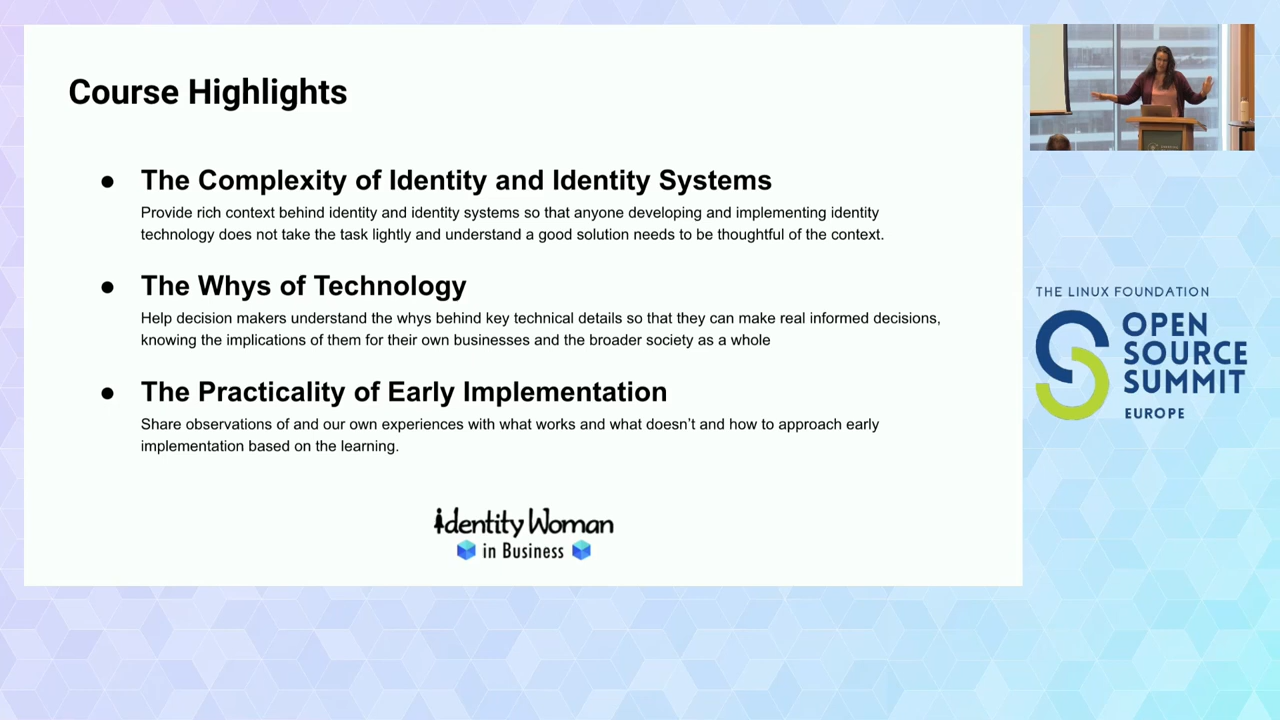 Course Highlights
● The Complexity of Identity and Identity Systems
Provide rich context behind identity and identity systems so that anyone developing and implementing identity
technology does not take the task lightly and understand a good solution needs to be thoughtful of the context.
● The Whys of Technology
Help decision makers understand the whys behind key technical details so that they can make real informed decisions,
knowing the implications of them for their own businesses and the broader society as a whole
● The Practicality of Early Implementation
Share observations of and our own experiences with what works and what doesn’t and how to approach early
implementation based on the learning.
identity Woman
in Business
THE LINUX FOUNDATION
OPEN
SOURCE
SUMMIT
EUROPE